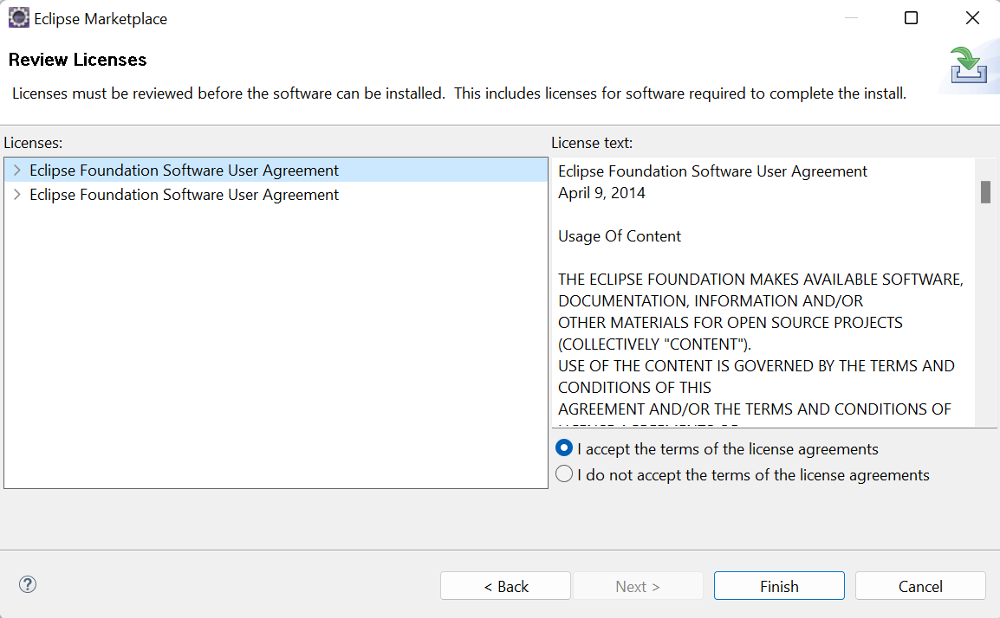 Eclipse Marketplace
Review Licenses
Licenses must be reviewed before the software can be installed.  This includes licenses for software required to complete the install.
Licenses:
Eclipse Foundation Software User Agreement
Eclipse Foundation Software User Agreement
License text:
Eclipse Foundation Software User Agreement
April 9, 2014
Usage Of Content
THE ECLIPSE FOUNDATION MAKES AVAILABLE SOFTWARE,
DOCUMENTATION, INFORMATION AND/OR
OTHER MATERIALS FOR OPEN SOURCE PROJECTS
(COLLECTIVELY "CONTENT").
USE OF THE CONTENT IS GOVERNED BY THE TERMS AND
CONDITIONS OF THIS
AGREEMENT AND/OR THE TERMS AND CONDITIONS OF
I accept the terms of the license agreements
I do not accept the terms of the license agreements
?
< Back
Next >
Finish
Cancel